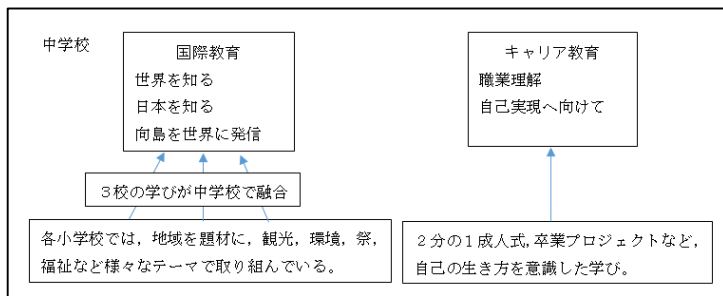 中学校
国際教育
世界を知る
日本を知る
向島を世界に発信
キャリア教育
職業理解
自己実現へ向けて
３校の学びが中学校で融合
各小学校では，地域を題材に，観光，環境，祭，
福祉など様々なテーマで取り組んでいる。
２分の１成人式，卒業プロジェクトなど，
自己の生き方を意識した学び。